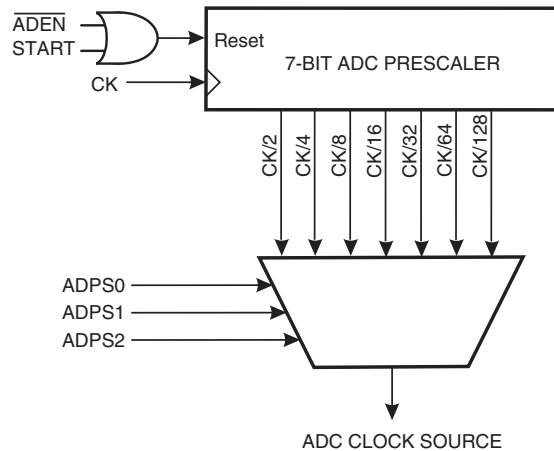 ADEN
START
Reset
7-BIT ADC PRESCALER
CK
CK/2
CK/4
CK/8
CK/16
CK/32
CK/64
CK/128
ADPS0
ADPS1
ADPS2
ADC CLOCK SOURCE